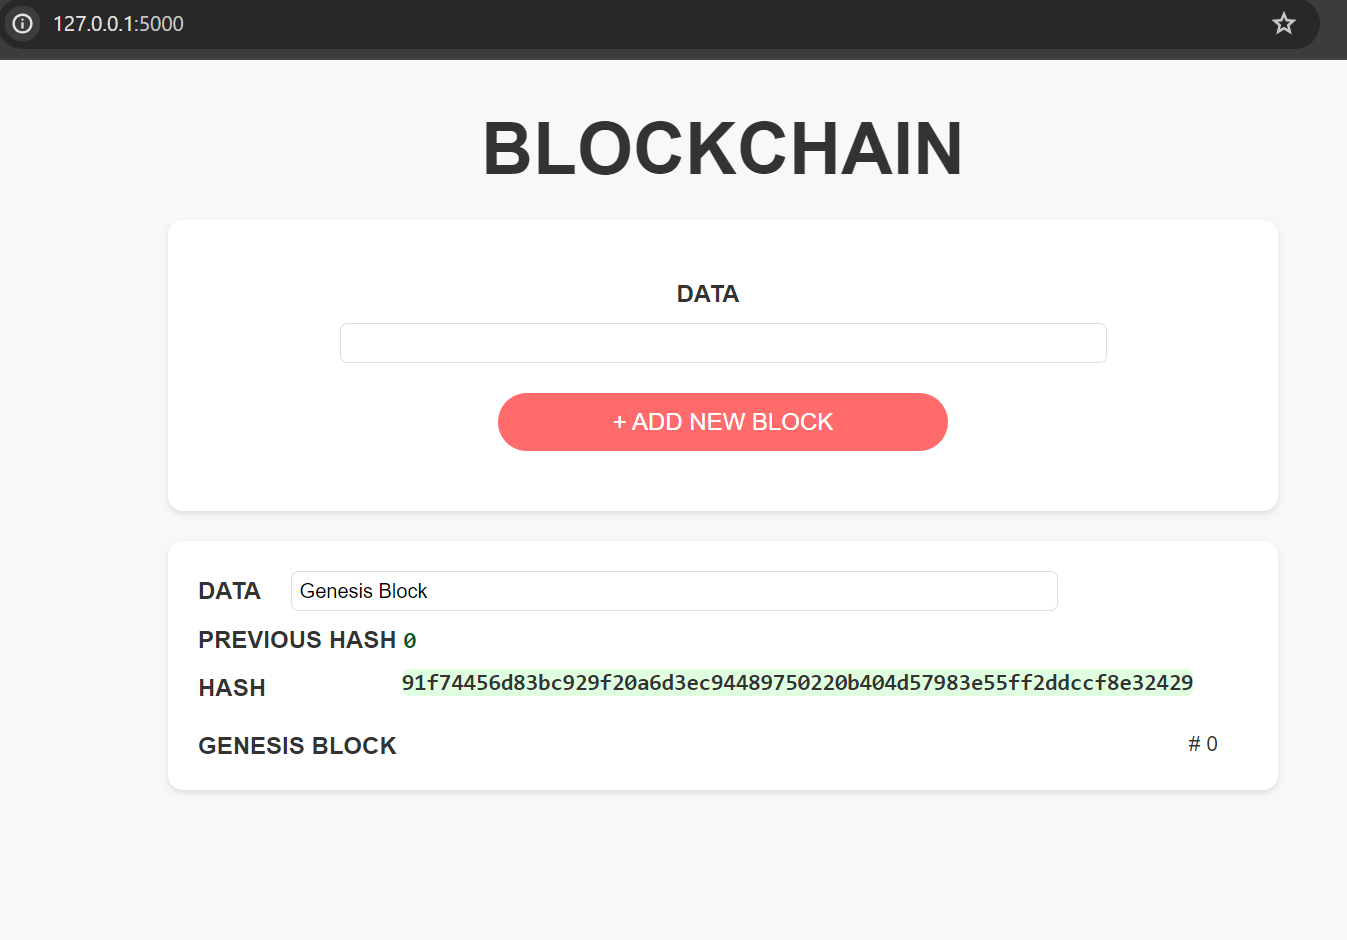 127.0.0.1:5000
BLOCKCHAIN
DATA
+ ADD NEW BLOCK
DATA Genesis Block
PREVIOUS HASH 0
HASH 91f74456d83bc929f20a6d3ec94489750220b404d57983e55ff2ddccf8e32429
GENESIS BLOCK # 0